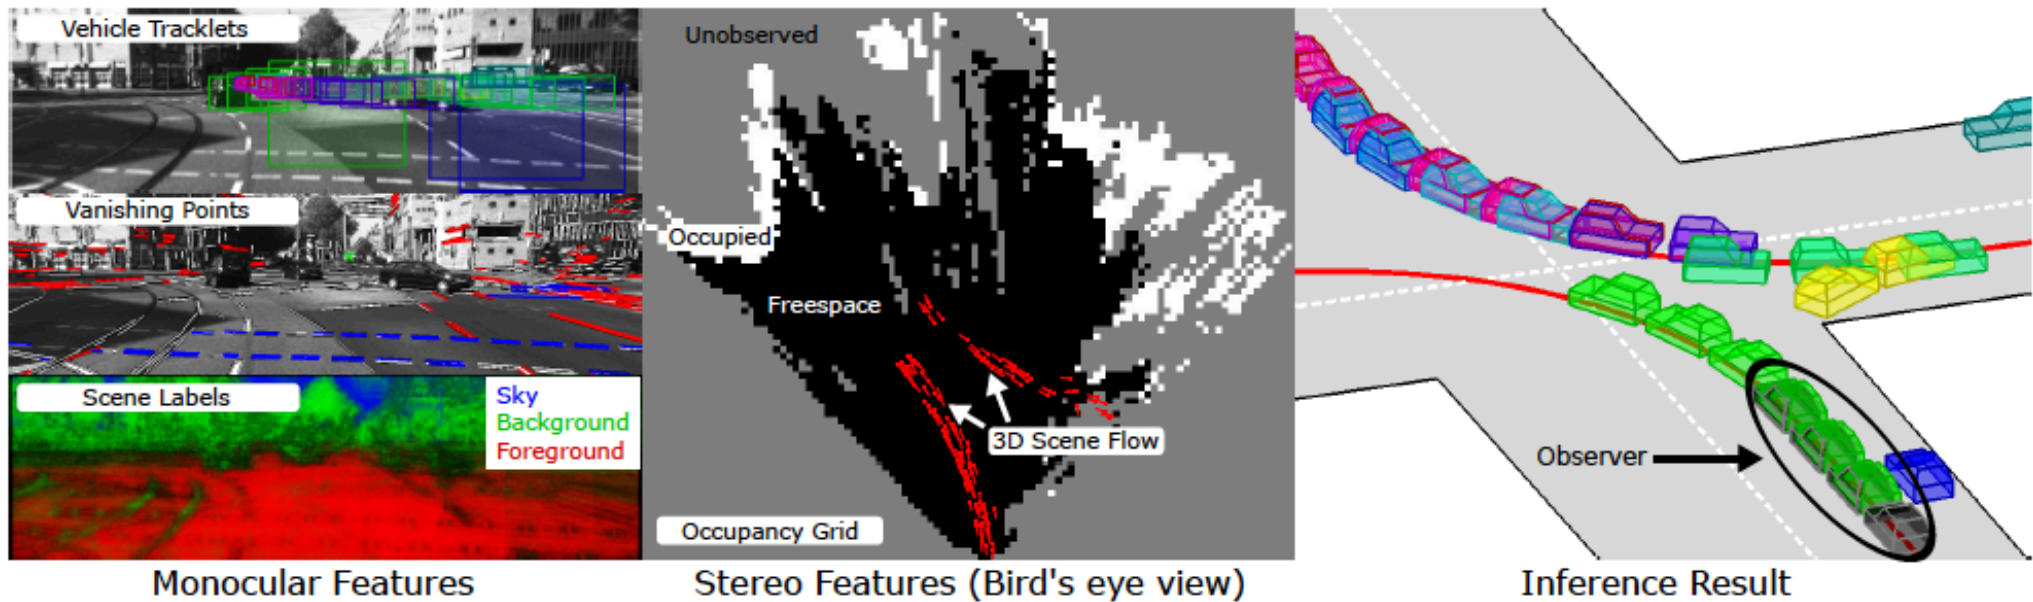 Vehicle Tracklets
Vanishing Points
Scene Labels
Sky
Background
Foreground
Monocular Features
Unobserved
Occupied
Freespace
3D Scene Flow
Occupancy Grid
Stereo Features (Bird's eye view)
Observer
Inference Result